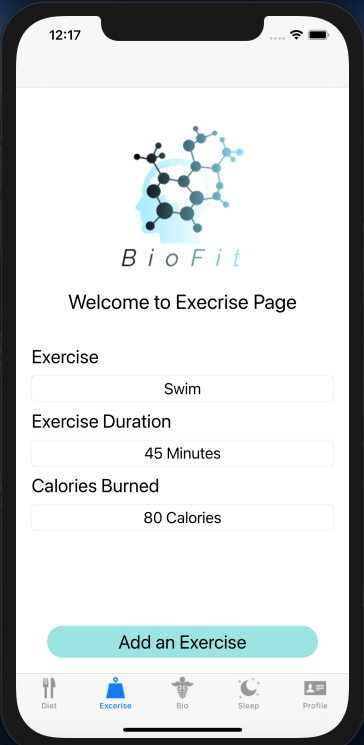 12:17
BioFit
Welcome to Execrise Page
Exercise
Swim
Exercise Duration
45 Minutes
Calories Burned
80 Calories
Add an Exercise
Diet
Excerise
Bio
Sleep
Profile